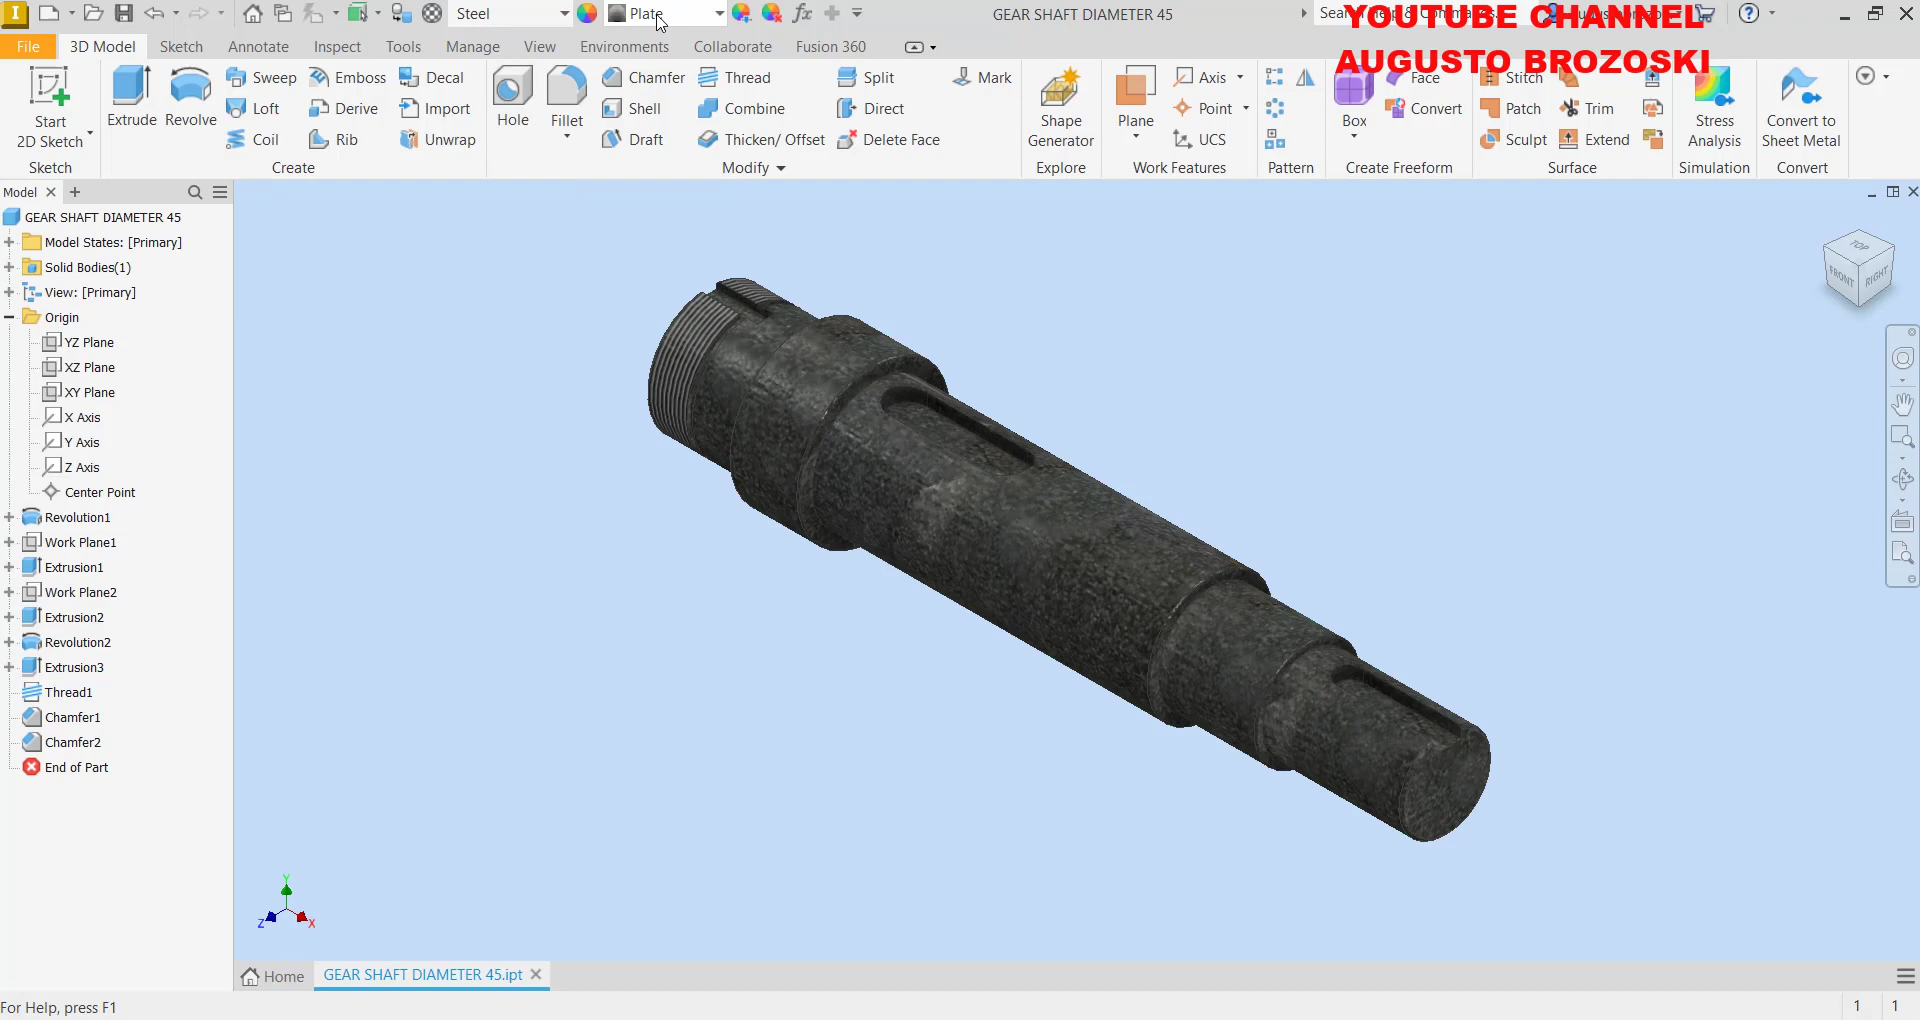 Steel
Plate
GEAR SHAFT DIAMETER 45
YOUTUBE CHANNEL
AUGUSTO BROZOSKI
File
3D Model
Sketch
Annotate
Inspect
Tools
Manage
View
Environments
Collaborate
Fusion 360
Start
2D Sketch
Sketch
Extrude
Revolve
Sweep
Emboss
Decal
Loft
Derive
Import
Coil
Rib
Unwrap
Create
Hole
Fillet
Chamfer
Thread
Split
Mark
Shell
Combine
Direct
Draft
Thicken/ Offset
Delete Face
Modify
Shape
Generator
Explore
Plane
Axis
Point
UCS
Work Features
Pattern
Box
Face
Convert
Create Freeform
Stitch
Patch
Trim
Sculpt
Extend
Surface
Stress
Analysis
Simulation
Convert to
Sheet Metal
Convert
Model
GEAR SHAFT DIAMETER 45
Model States: [Primary]
Solid Bodies(1)
View: [Primary]
Origin
YZ Plane
XZ Plane
XY Plane
X Axis
Y Axis
Z Axis
Center Point
Revolution1
Work Plane1
Extrusion1
Work Plane2
Extrusion2
Revolution2
Extrusion3
Thread1
Chamfer1
Chamfer2
End of Part
TOP
FRONT
RIGHT
Y
Z
X
Home
GEAR SHAFT DIAMETER 45.ipt
For Help, press F1
1
1